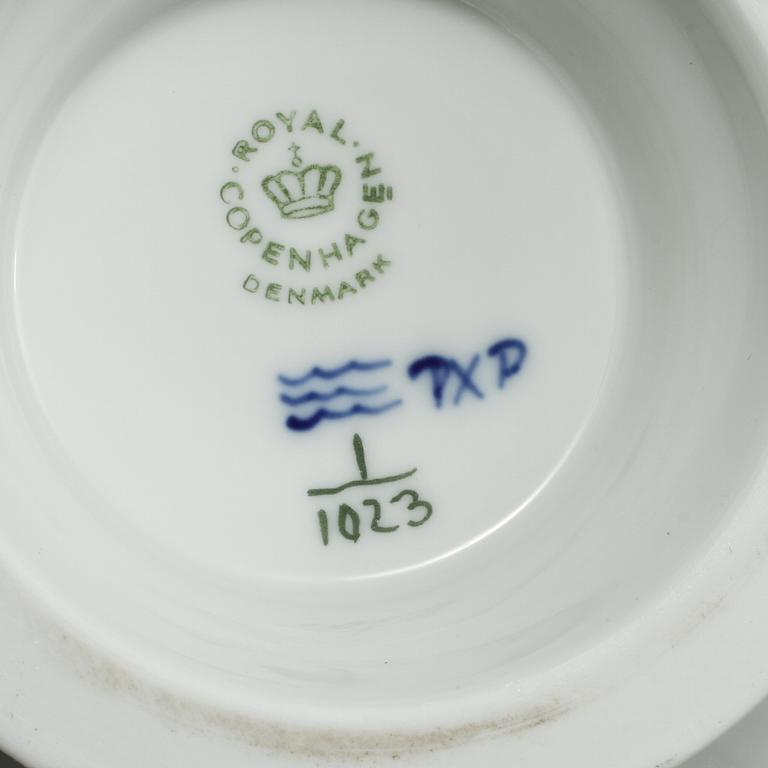 ROYAL
COPENHAGEN
DENMARK
PXP
1
1023